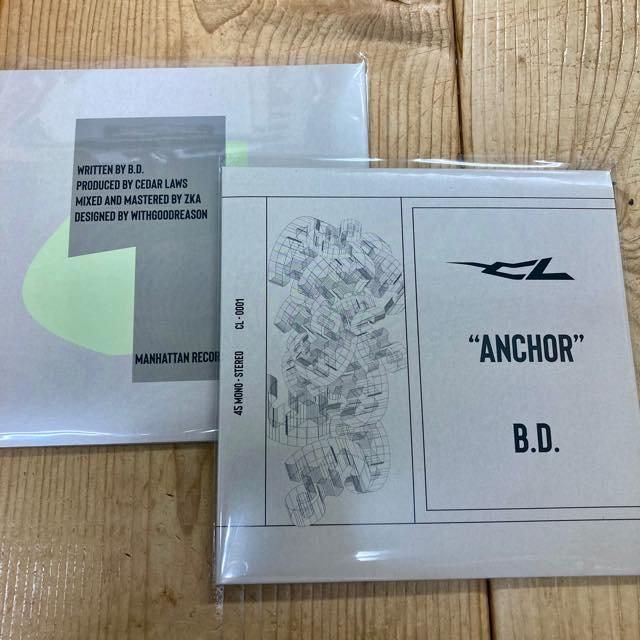 WRITTEN BY B.D.
PRODUCED BY CEDAR LAWS
MIXED AND MASTERED BY ZKA
DESIGNED BY WITHGOODREASON
MANHATTAN RECOR
45 MONO - STEREO CL - 0001
CL
“ANCHOR”
B.D.